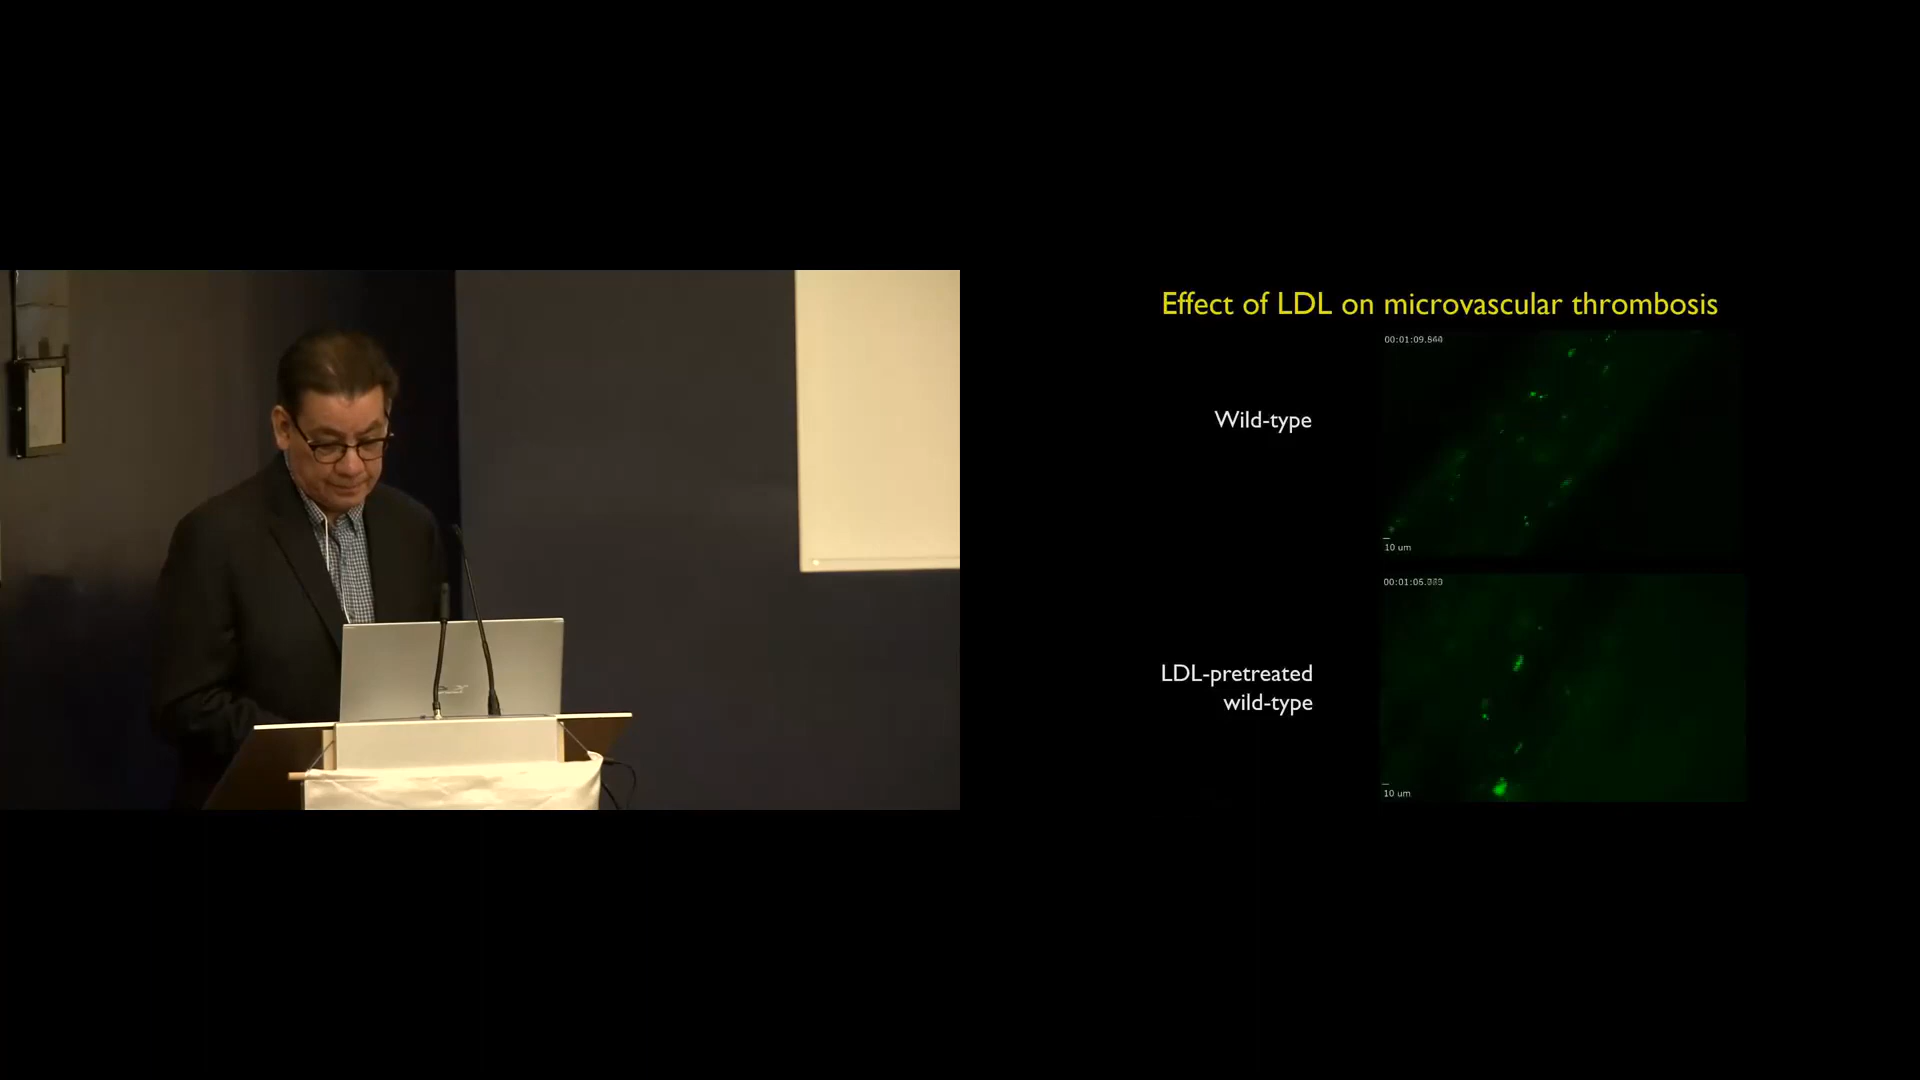 Effect of LDL on microvascular thrombosis
00:01:09.844
Wild-type
10 um
LDL-pretreated
wild-type
10 um